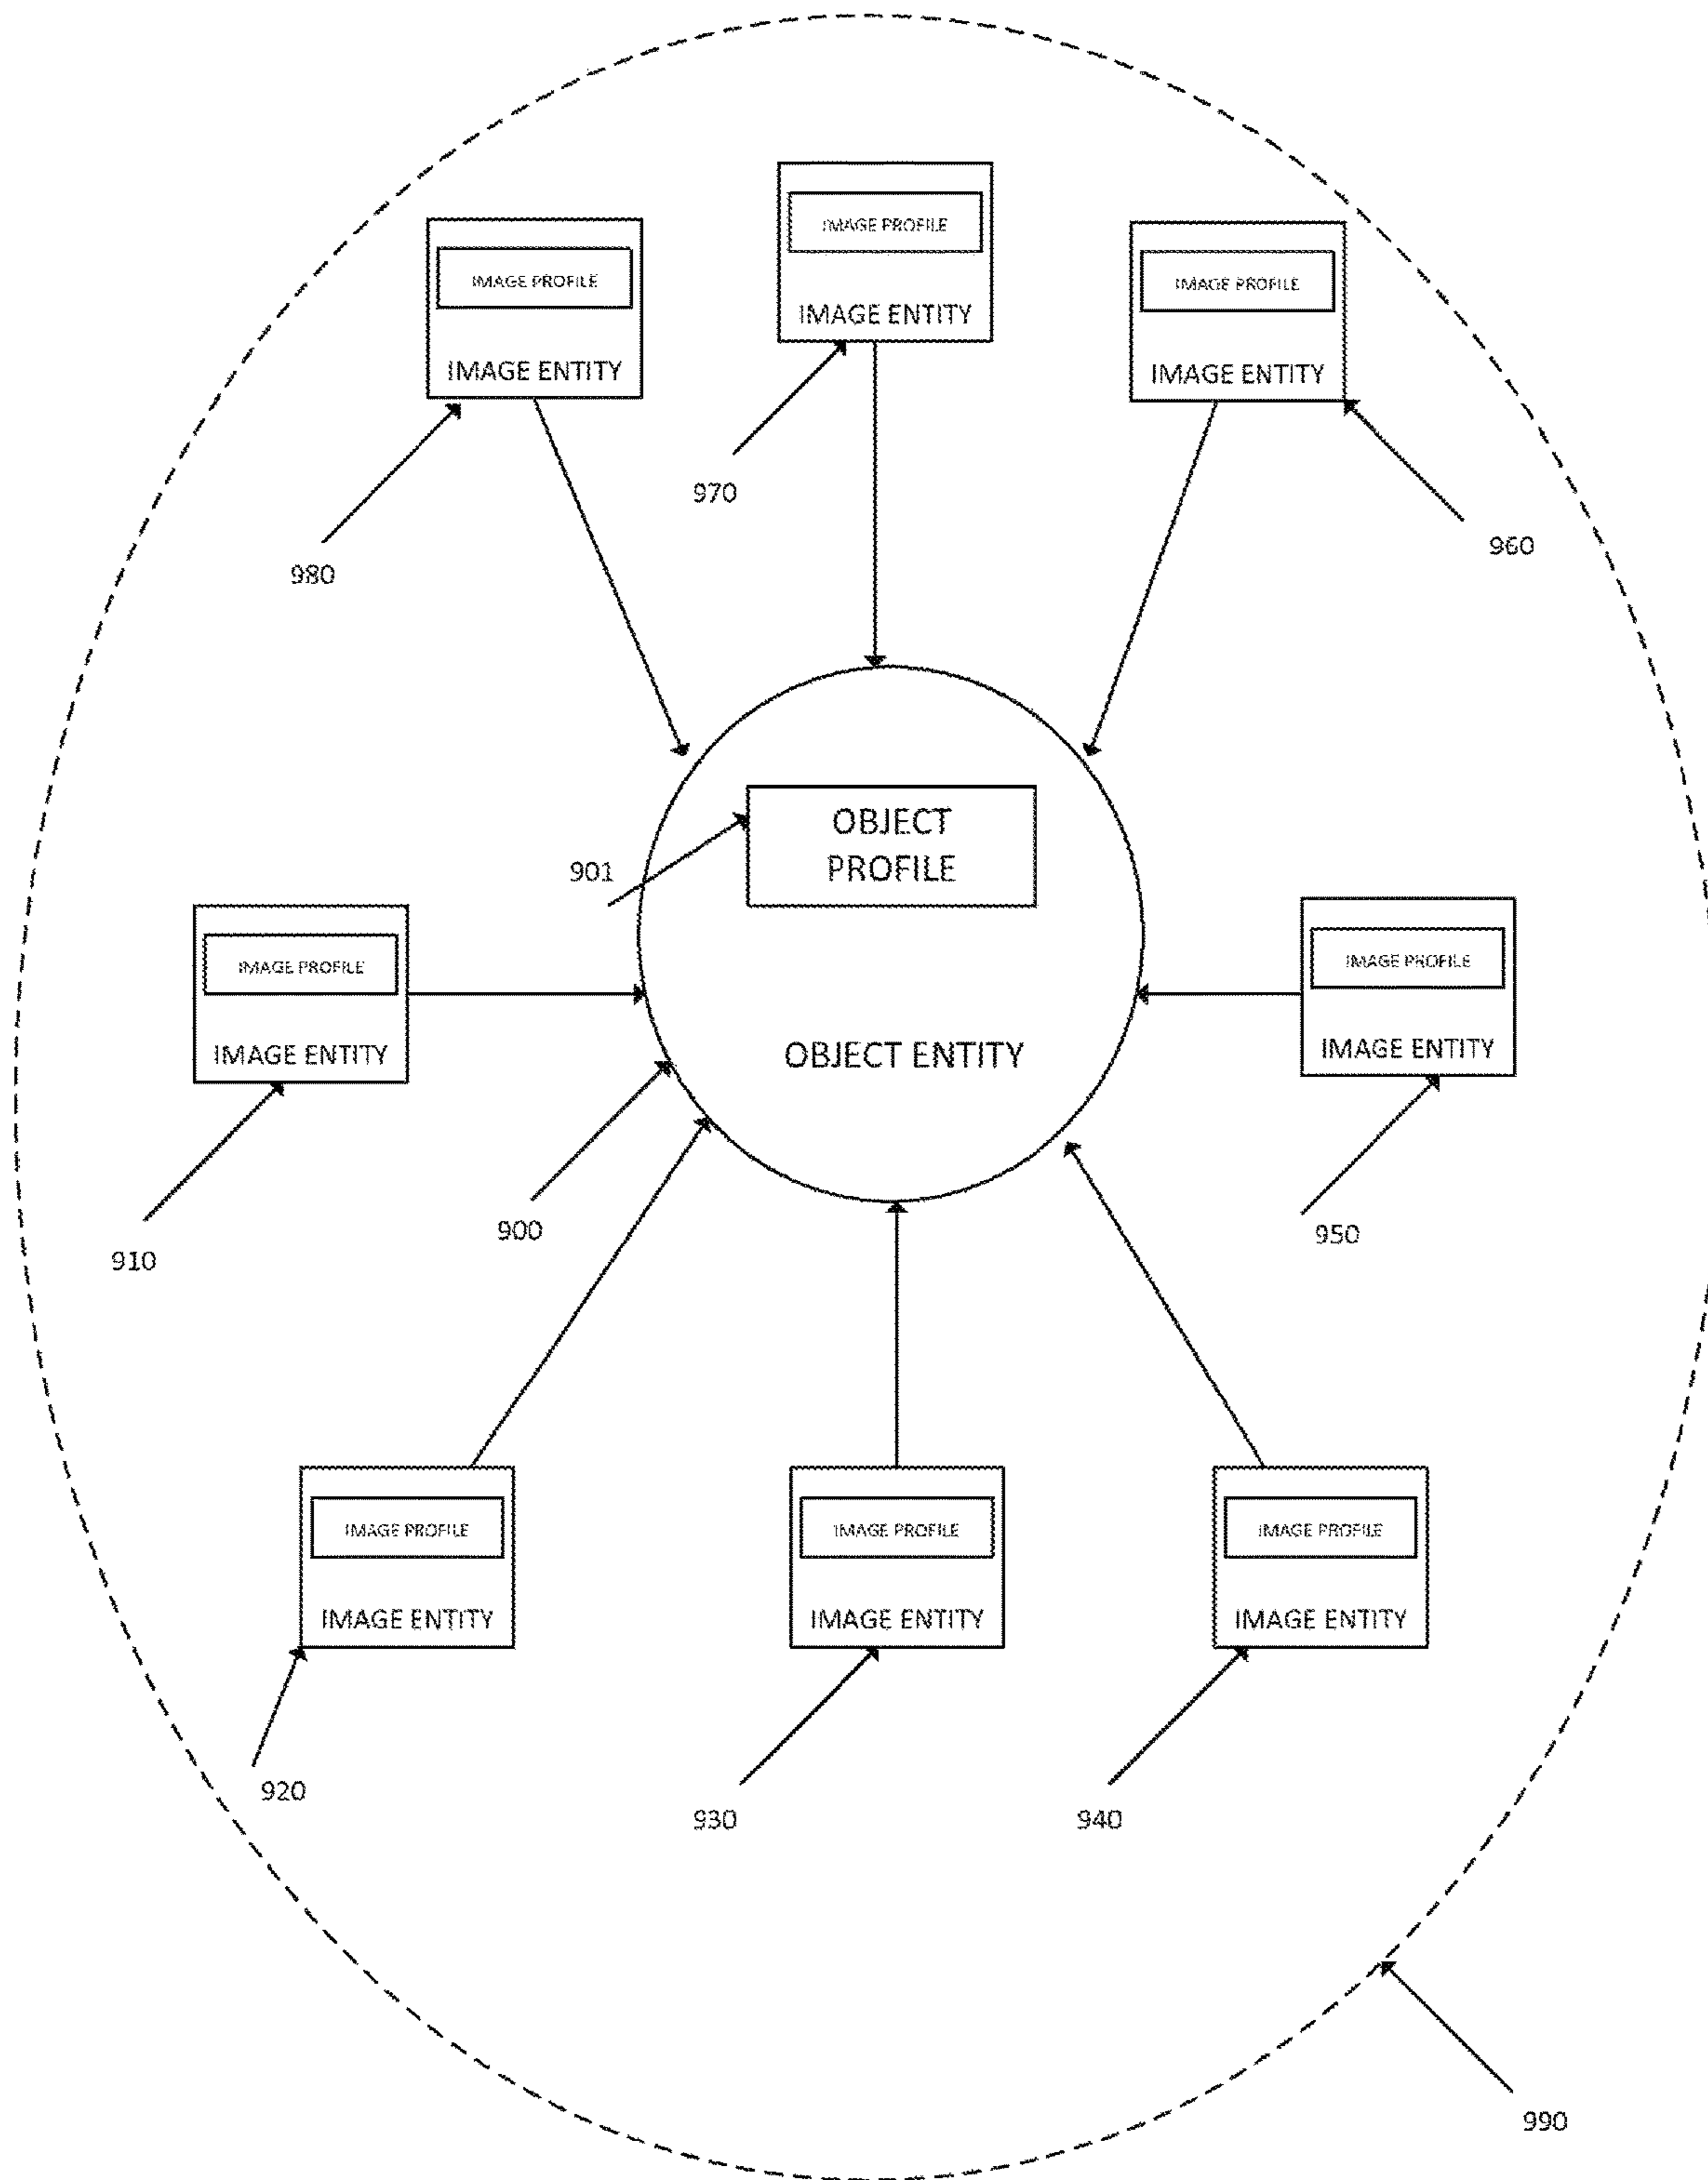 IMAGE PROFILE
IMAGE ENTITY
970
IMAGE PROFILE
IMAGE ENTITY
980
IMAGE PROFILE
IMAGE ENTITY
960
OBJECT
PROFILE
901
OBJECT ENTITY
900
IMAGE PROFILE
IMAGE ENTITY
910
IMAGE PROFILE
IMAGE ENTITY
950
IMAGE PROFILE
IMAGE ENTITY
920
IMAGE PROFILE
IMAGE ENTITY
930
IMAGE PROFILE
IMAGE ENTITY
940
990